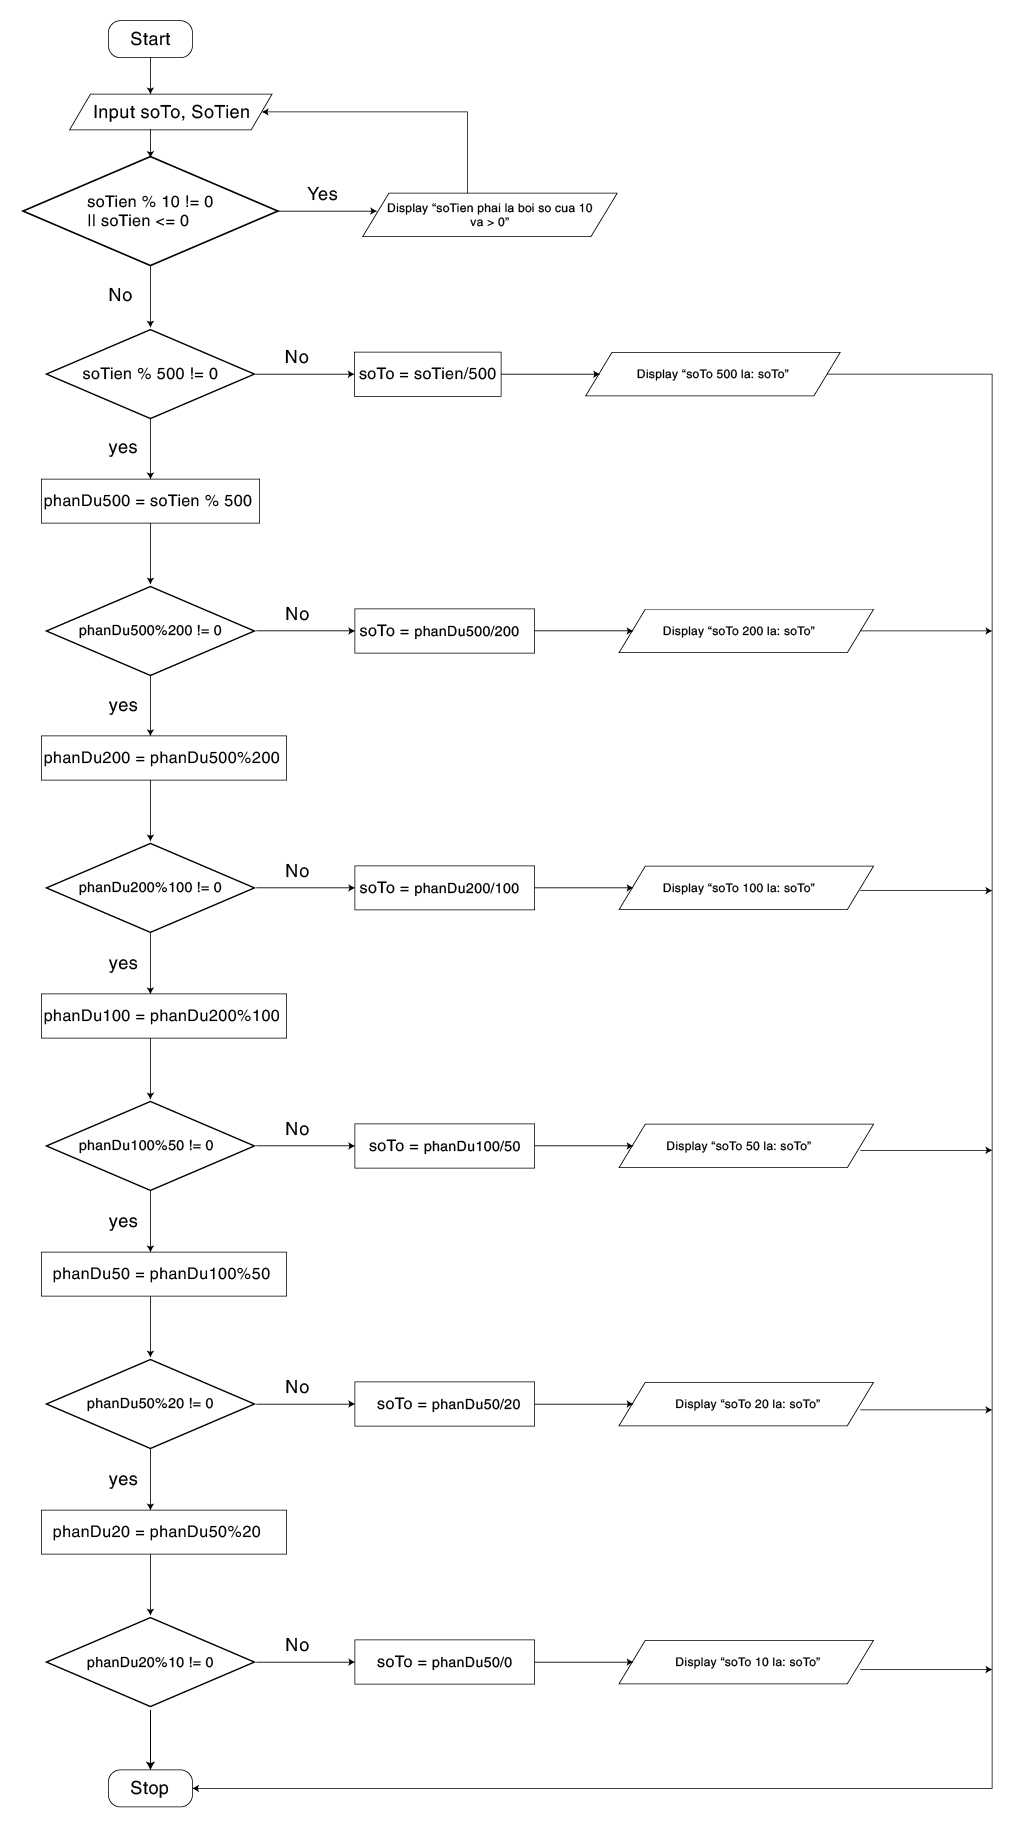 Start
Input soTo, SoTien
soTien % 10 != 0
|| soTien <= 0
Yes
Display “soTien phai la boi so cua 10
va > 0”
No
soTien % 500 != 0
No
soTo = soTien/500
Display “soTo 500 la: soTo”
yes
phanDu500 = soTien % 500
phanDu500%200 != 0
No
soTo = phanDu500/200
Display “soTo 200 la: soTo”
yes
phanDu200 = phanDu500%200
phanDu200%100 != 0
No
soTo = phanDu200/100
Display “soTo 100 la: soTo”
yes
phanDu100 = phanDu200%100
phanDu100%50 != 0
No
soTo = phanDu100/50
Display “soTo 50 la: soTo”
yes
phanDu50 = phanDu100%50
phanDu50%20 != 0
No
soTo = phanDu50/20
Display “soTo 20 la: soTo”
yes
phanDu20 = phanDu50%20
phanDu20%10 != 0
No
soTo = phanDu50/0
Display “soTo 10 la: soTo”
Stop